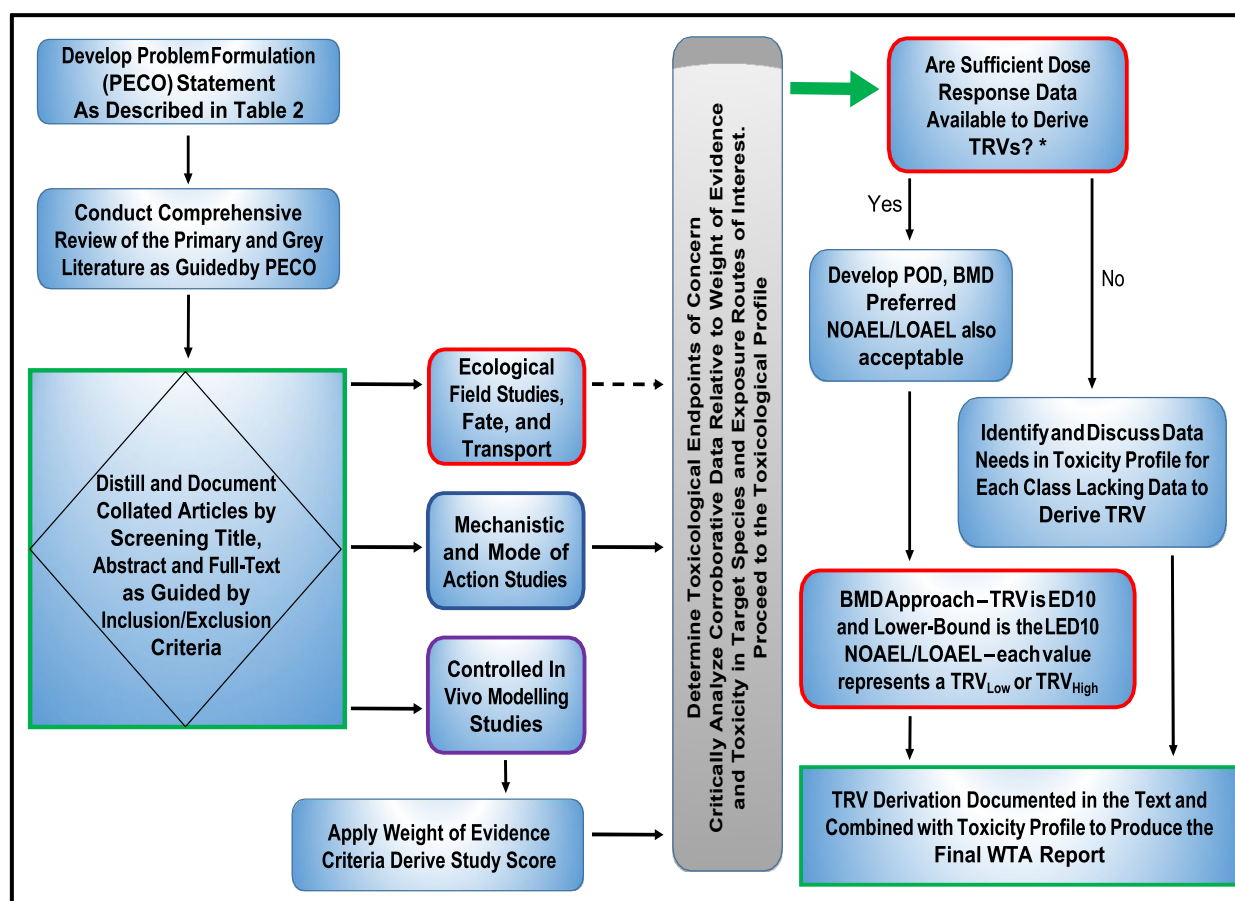 Develop Problem Formulation
(PECO) Statement
As Described in Table 2
Conduct Comprehensive
Review of the Primary and Grey
Literature as Guided by PECO
Distill and Document
Collated Articles by
Screening Title,
Abstract and Full-Text
as Guided by
Inclusion/Exclusion
Criteria
Ecological
Field Studies,
Fate, and
Transport
Mechanistic
and Mode of
Action Studies
Controlled In
Vivo Modelling
Studies
Apply Weight of Evidence
Criteria Derive Study Score
Determine Toxicological Endpoints of Concern
Critically Analyze Corroborative Data Relative to Weight of Evidence
and Toxicity in Target Species and Exposure Routes of Interest.
Proceed to the Toxicological Profile
Are Sufficient Dose
Response Data
Available to Derive
TRVs? *
Yes
No
Develop POD, BMD
Preferred
NOAEL/LOAEL also
acceptable
Identify and Discuss Data
Needs in Toxicity Profile for
Each Class Lacking Data to
Derive TRV
BMD Approach – TRV is ED10
and Lower-Bound is the LED10
NOAEL/LOAEL – each value
represents a TRVLow or TRVHigh
TRV Derivation Documented in the Text and
Combined with Toxicity Profile to Produce the
Final WTA Report